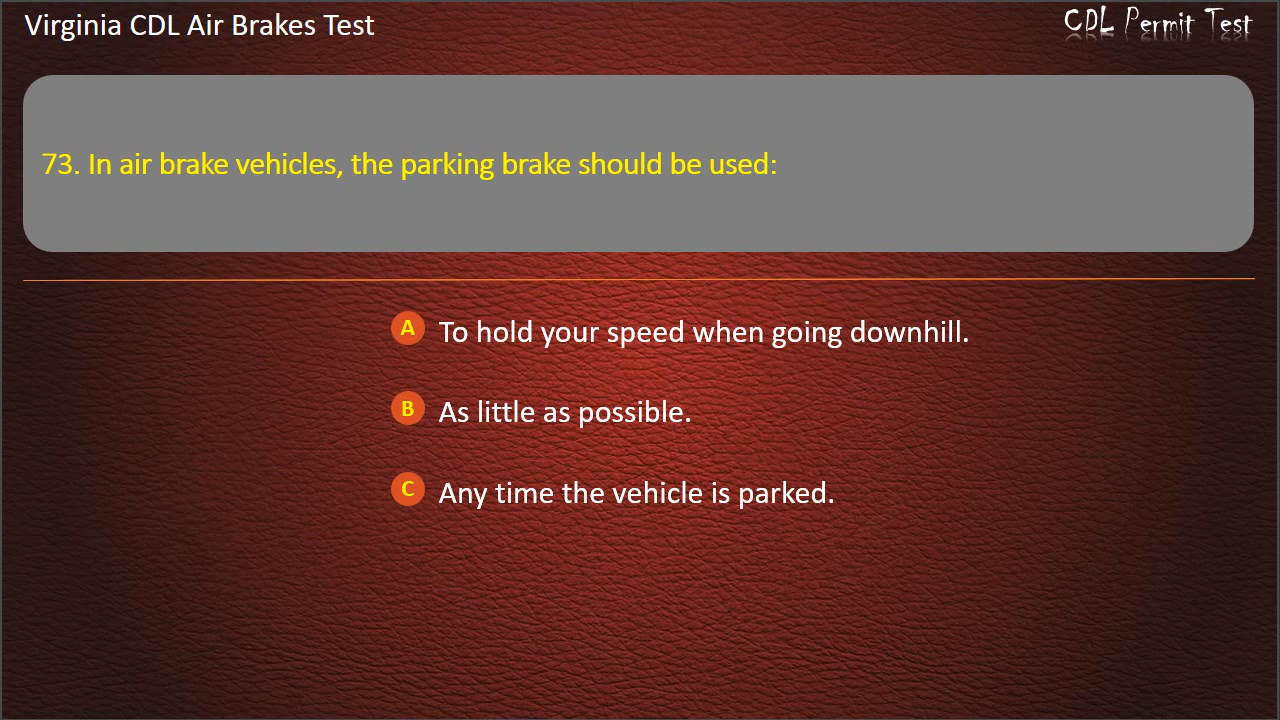 Virginia CDL Air Brakes Test
CDL Permit Test
73. In air brake vehicles, the parking brake should be used:
A To hold your speed when going downhill.
B As little as possible.
C Any time the vehicle is parked.